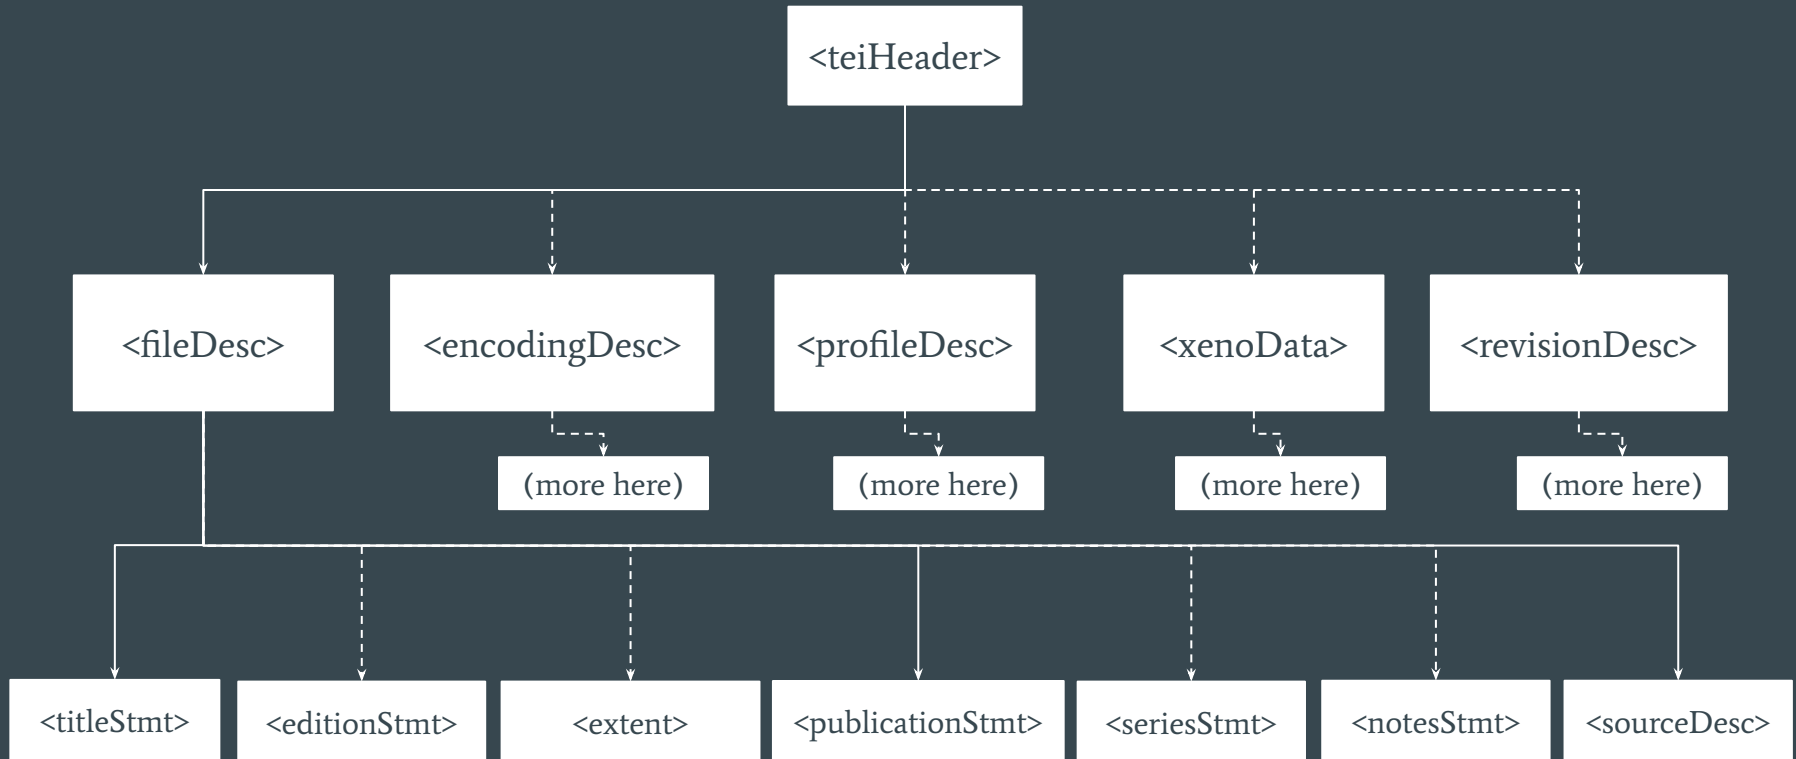 <teiHeader>
<fileDesc>
<encodingDesc>
<profileDesc>
<xenoData>
<revisionDesc>
(more here)
(more here)
(more here)
(more here)
<titleStmt>
<editionStmt>
<extent>
<publicationStmt>
<seriesStmt>
<notesStmt>
<sourceDesc>